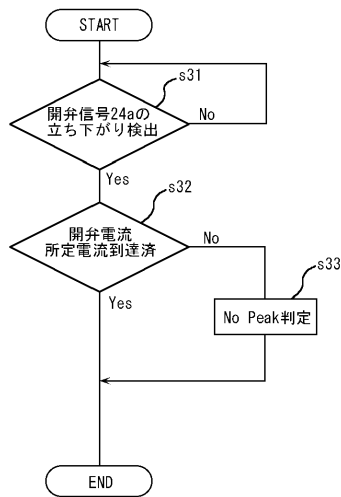 START
s31
開弁信号24aの
立ち下がり検出
No
Yes
s32
開弁電流
所定電流到達済
No
Yes
s33
No Peak判定
END